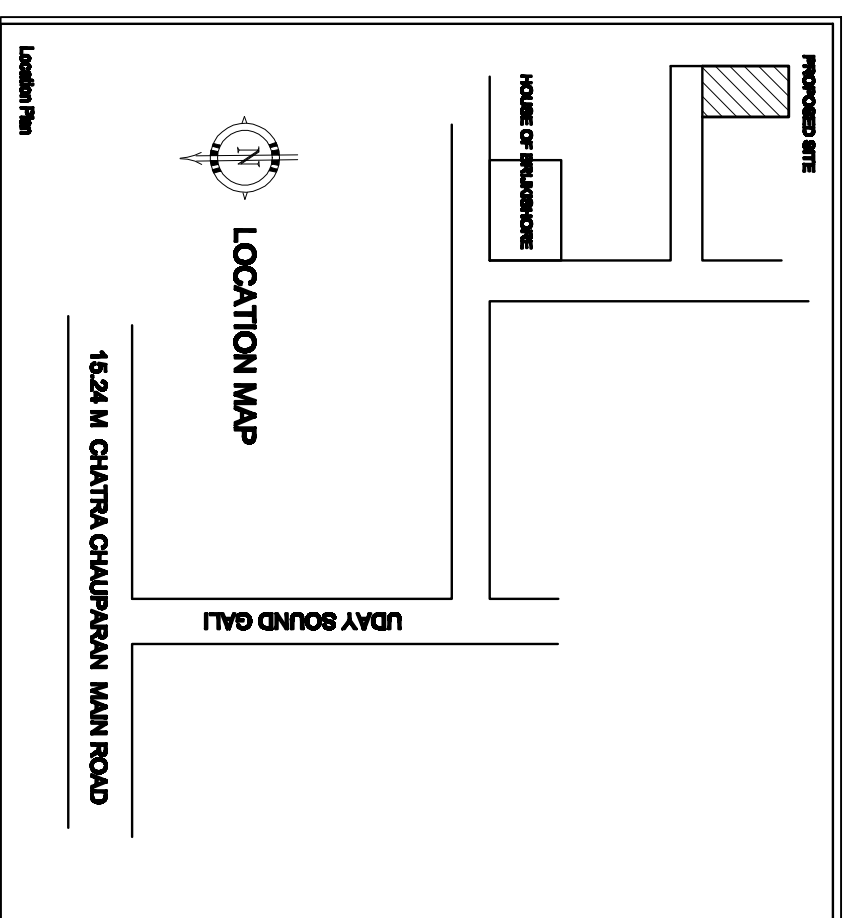 PROPOSED SITE
HOUSE OF BRIJKISHORE
N
LOCATION MAP
UDAY SOUND GALI
15.24 M CHATRA CHAUPARAN MAIN ROAD
Location Plan